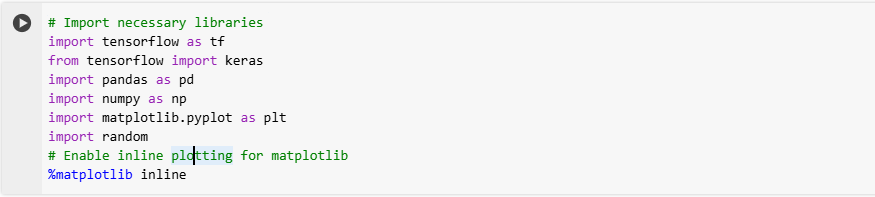 # Import necessary libraries
import tensorflow as tf
from tensorflow import keras
import pandas as pd
import numpy as np
import matplotlib.pyplot as plt
import random
# Enable inline plotting for matplotlib
%matplotlib inline